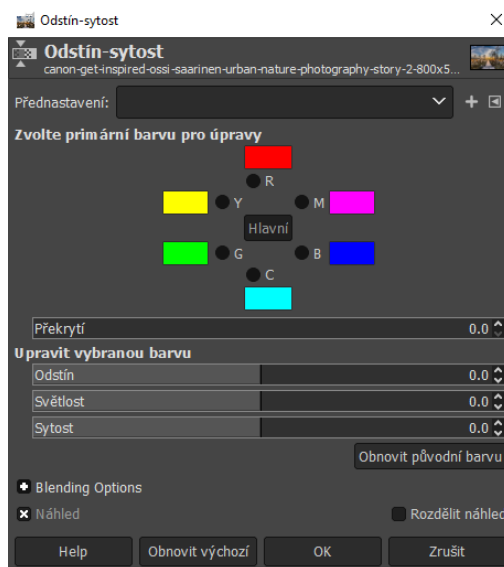 Odstín-sytost
Odstín-sytost
canon-get-inspired-ossi-saarinen-urban-nature-photography-story-2-800x5...
Přednastavení:
Zvolte primární barvu pro úpravy
R
Y
M
Hlavní
G
B
C
Překrytí 0.0
Upravit vybranou barvu
Odstín 0.0
Světlost 0.0
Sytost 0.0
Obnovit původní barvu
Blending Options
Náhled Rozdělit náhled
Help Obnovit výchozí OK Zrušit